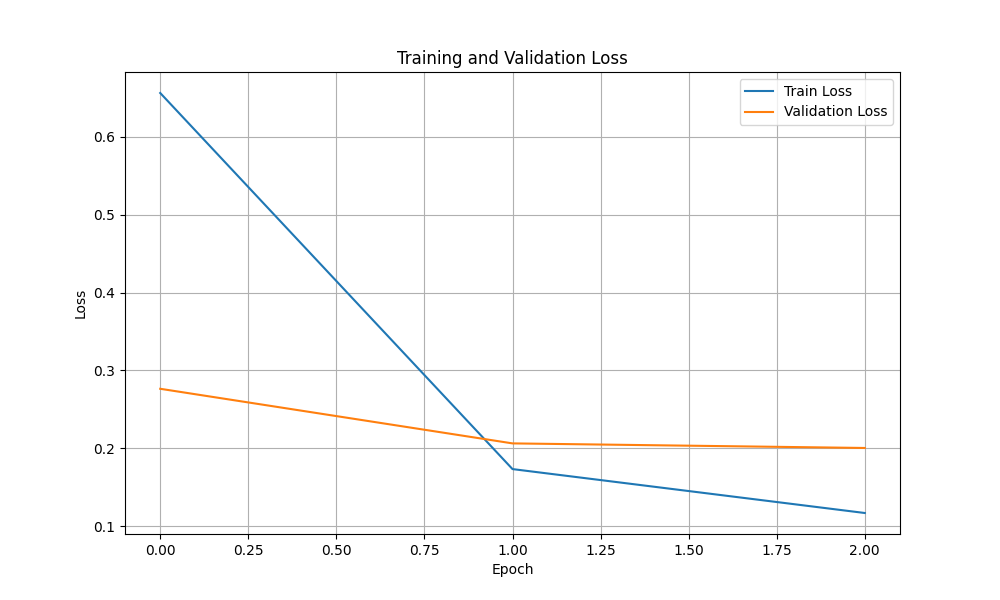 Training and Validation Loss
Train Loss
Validation Loss
0.6
0.5
0.4
0.3
0.2
0.1
Loss
0.00 0.25 0.50 0.75 1.00 1.25 1.50 1.75 2.00
Epoch